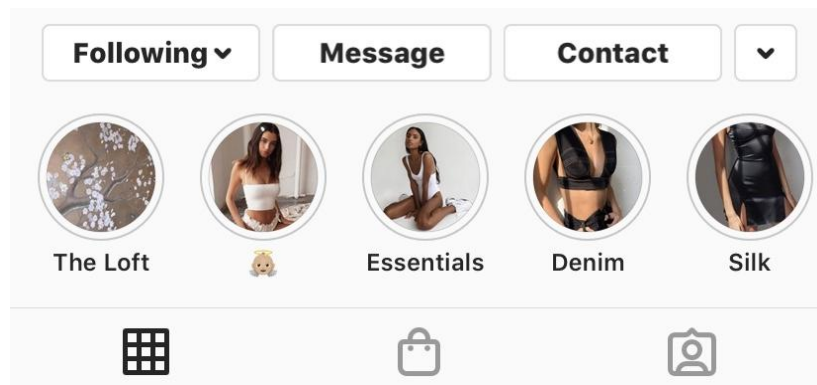 Following Message Contact
The Loft 👼🏼 Essentials Denim Silk